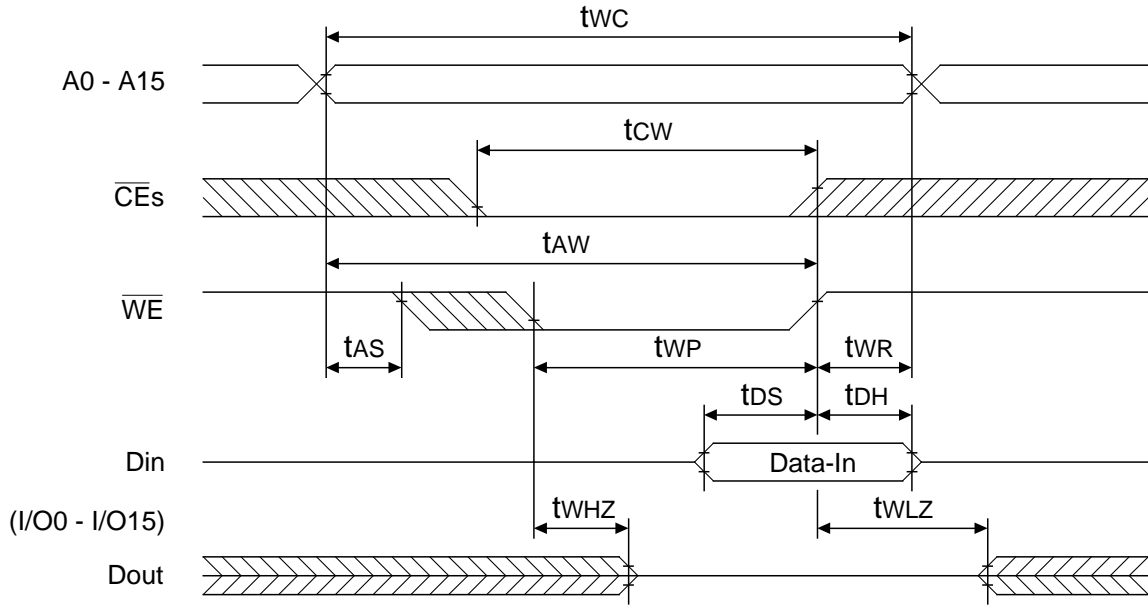 tWC
A0 - A15
tCW
CEs
tAW
WE
tAS
tWP
tWR
tDS
tDH
Din
Data-In
tWHZ
tWLZ
(I/O0 - I/O15)
Dout